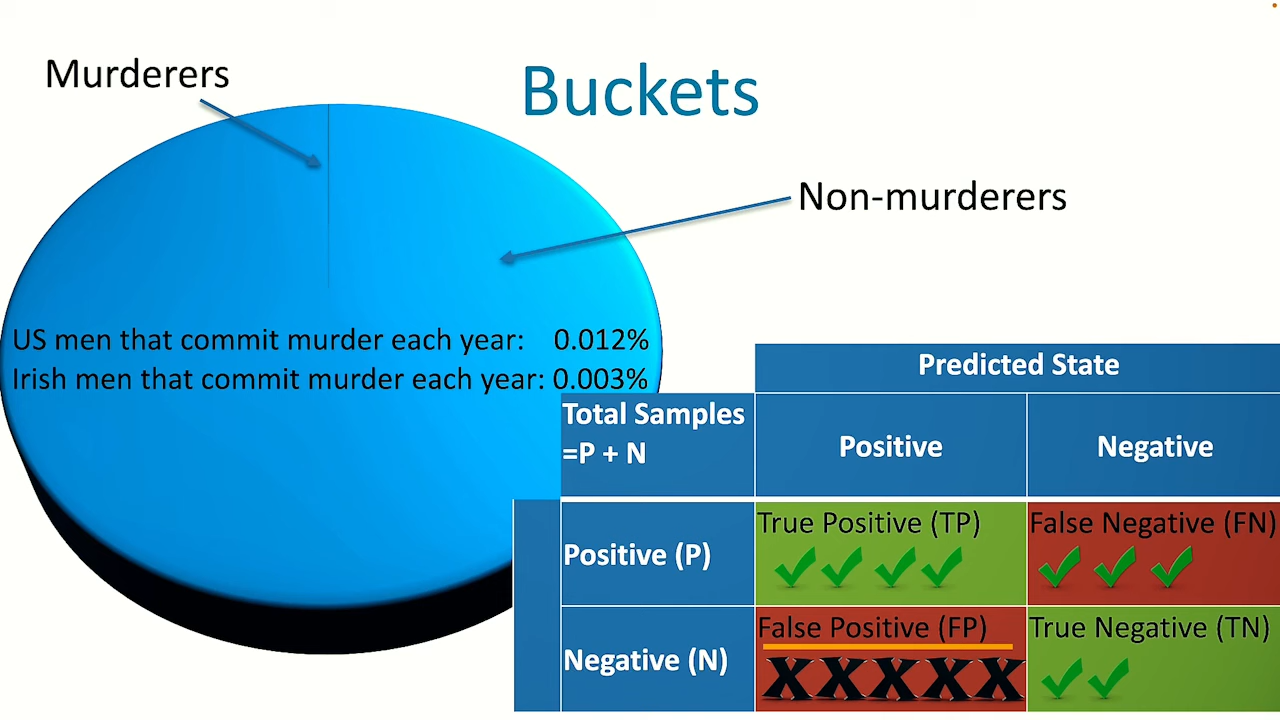 Murderers
Buckets
Non-murderers
US men that commit murder each year: 0.012%
Irish men that commit murder each year: 0.003%
Predicted State
Total Samples
=P + N
Positive
Negative
Positive (P)
True Positive (TP)
False Negative (FN)
Negative (N)
False Positive (FP)
True Negative (TN)
XXXXX